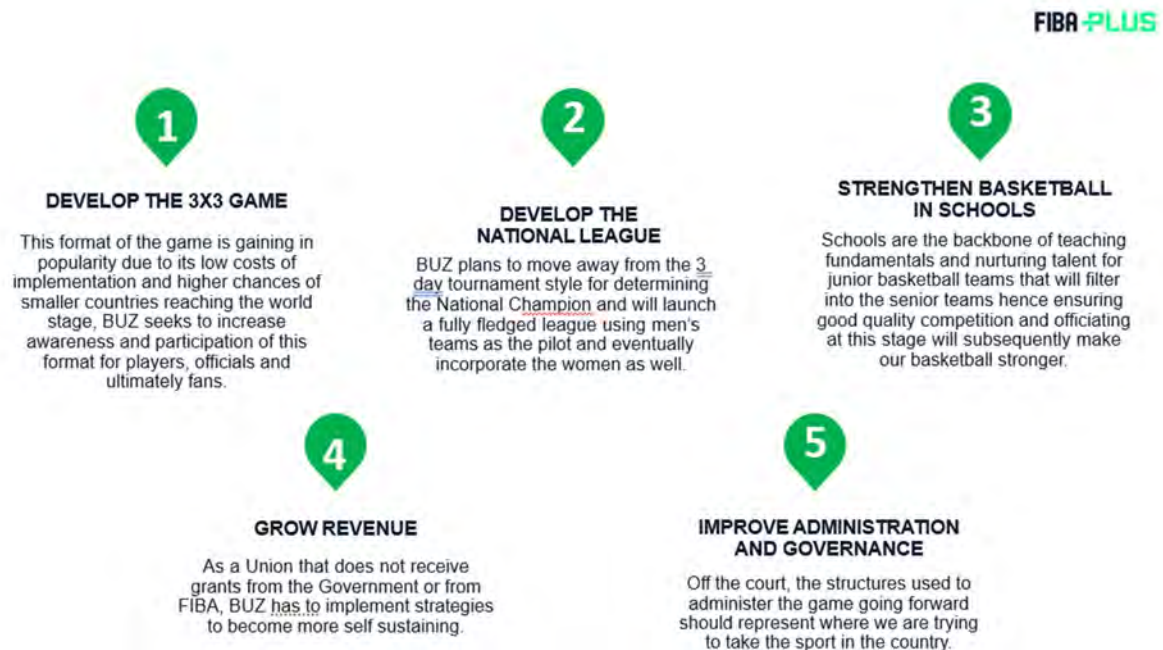 FIBA PLUS
1
DEVELOP THE 3X3 GAME
This format of the game is gaining in
popularity due to its low costs of
implementation and higher chances of
smaller countries reaching the world
stage, BUZ seeks to increase
awareness and participation of this
format for players, officials and
ultimately fans.
2
DEVELOP THE
NATIONAL LEAGUE
BUZ plans to move away from the 3
day tournament style for determining
the National Champion and will launch
a fully fledged league using men's
teams as the pilot and eventually
incorporate the women as well.
3
STRENGTHEN BASKETBALL
IN SCHOOLS
Schools are the backbone of teaching
fundamentals and nurturing talent for
junior basketball teams that will filter
into the senior teams hence ensuring
good quality competition and officiating
at this stage will subsequently make
our basketball stronger.
4
GROW REVENUE
As a Union that does not receive
grants from the Government or from
FIBA, BUZ has to implement strategies
to become more self sustaining.
5
IMPROVE ADMINISTRATION
AND GOVERNANCE
Off the court, the structures used to
administer the game going forward
should represent where we are trying
to take the sport in the country.